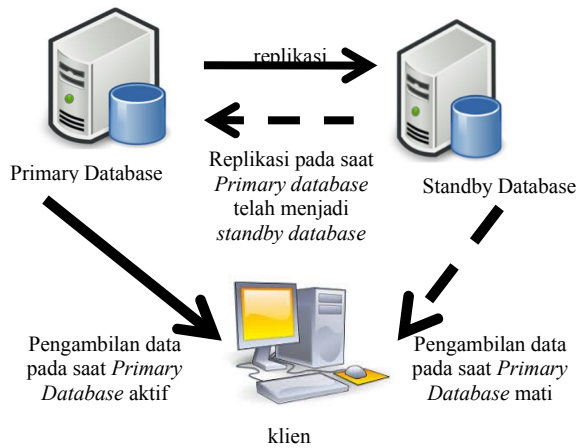 replikasi
Primary Database
Replikasi pada saat
Primary database
telah menjadi
standby database
Standby Database
Pengambilan data
pada saat Primary
Database aktif
Pengambilan data
pada saat Primary
Database mati
klien